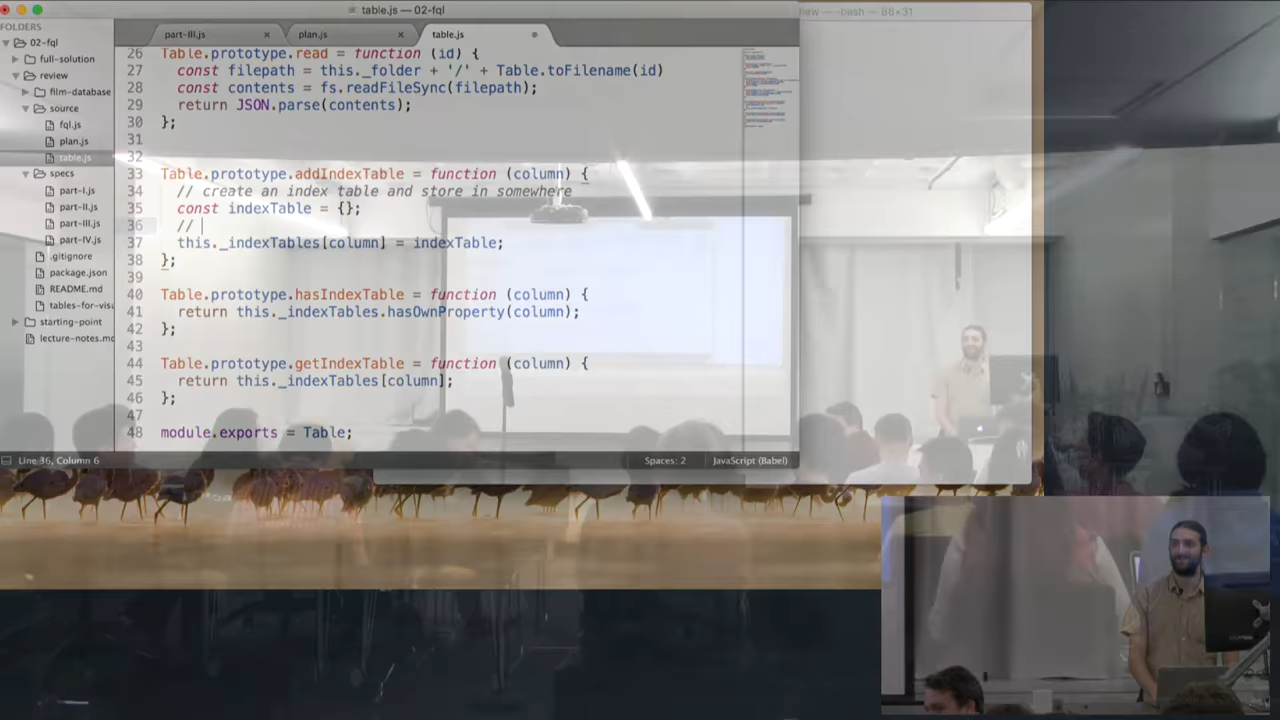 table.js — 02-fql
iew — -bash — 88×31
FOLDERS
02-fql
full-solution
review
film-database
source
fql.js
plan.js
table.js
specs
part-I.js
part-II.js
part-III.js
part-IV.js
.gitignore
package.json
README.md
tables-for-visu
starting-point
lecture-notes.md
part-III.js ×
plan.js ×
table.js
26 Table.prototype.read = function (id) {
27 const filepath = this._folder + '/' + Table.toFilename(id)
28 const contents = fs.readFileSync(filepath);
29 return JSON.parse(contents);
30 };
31
32
33 Table.prototype.addIndexTable = function (column) {
34 // create an index table and store in somewhere
35 const indexTable = {};
36 //
37 this._indexTables[column] = indexTable;
38 };
39
40 Table.prototype.hasIndexTable = function (column) {
41 return this._indexTables.hasOwnProperty(column);
42 };
43
44 Table.prototype.getIndexTable = function (column) {
45 return this._indexTables[column];
46 };
47
48 module.exports = Table;
Line 36, Column 6
Spaces: 2
JavaScript (Babel)